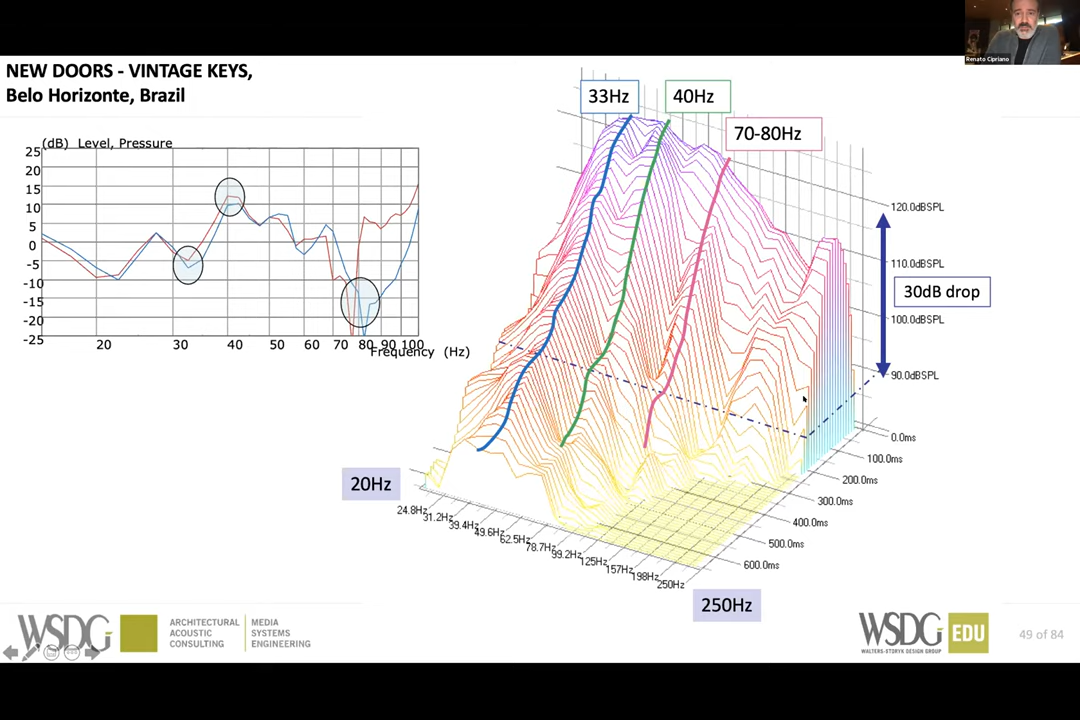 Renato Cipriano
NEW DOORS - VINTAGE KEYS,
Belo Horizonte, Brazil
(dB) Level, Pressure
25
20
15
10
5
0
-5
-10
-15
-20
-25
20 30 40 50 60 70 80 100
Frequency (Hz)
33Hz
40Hz
70-80Hz
120.0dBSPL
110.0dBSPL
30dB drop
100.0dBSPL
90.0dBSPL
0.0ms
100.0ms
200.0ms
300.0ms
400.0ms
500.0ms
600.0ms
20Hz
24.8Hz
31.2Hz
39.4Hz
49.6Hz
62.5Hz
78.7Hz
99.2Hz
125Hz
157Hz
198Hz
250Hz
250Hz
WSDG
ARCHITECTURAL
ACOUSTIC
CONSULTING
MEDIA
SYSTEMS
ENGINEERING
WSDG EDU
WALTERS-STORYK DESIGN GROUP
49 of 84